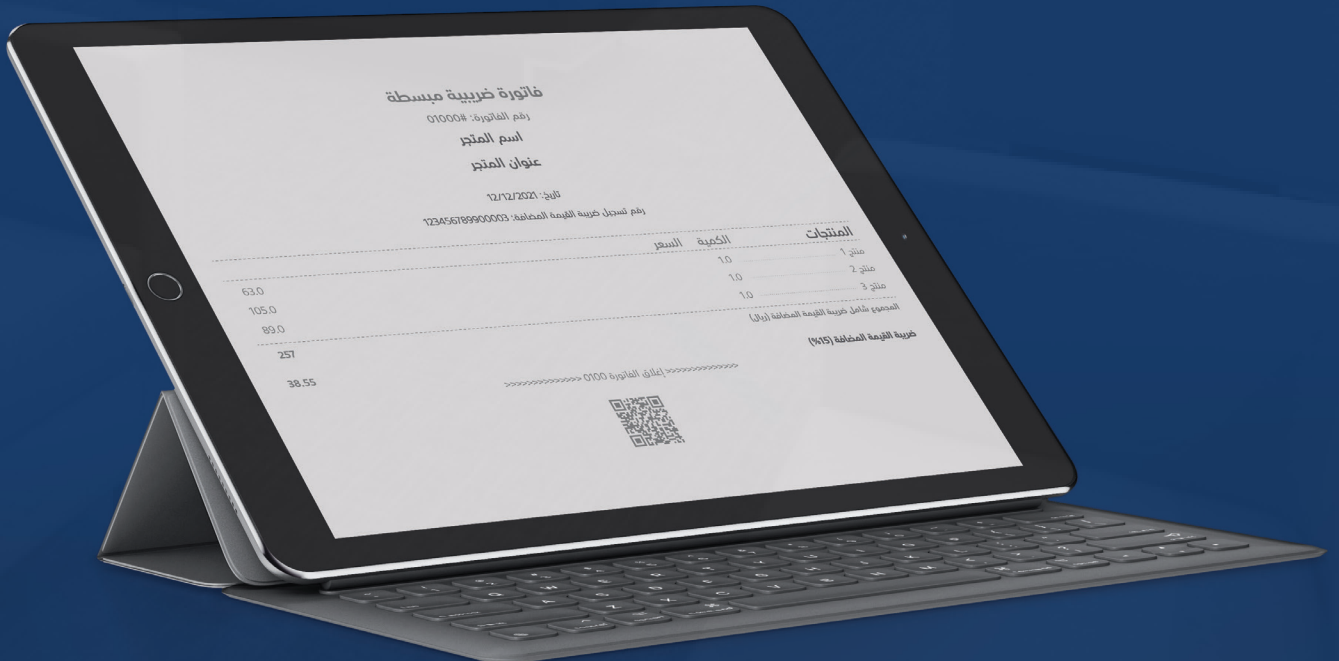 فاتورة ضريبية مبسطة
رقم الفاتورة: #01000
اسم المتجر
عنوان المتجر
تاريخ: 12/12/2021
رقم تسجيل ضريبة القيمة المضافة: 123456789900003
المنتجات الكمية السعر
منتج 1 1.0 63.0
منتج 2 1.0 105.0
منتج 3 1.0 89.0
المجموع شامل ضريبة القيمة المضافة (ريال) 257
ضريبة القيمة المضافة (15%) 38.55
>>>>>>>>>>>>>> إغلاق الفاتورة 0100 <<<<<<<<<<<<<<